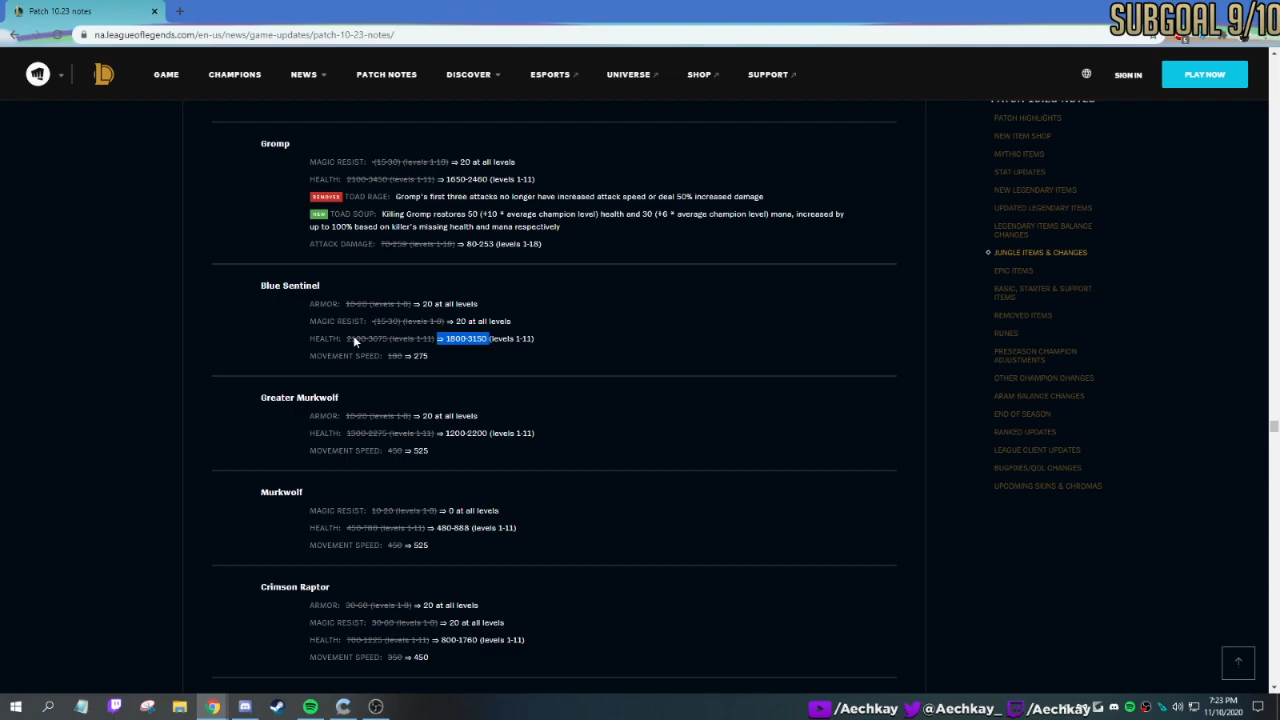 Patch 10.23 notes
SUBGOAL 9/10
na.leagueoflegends.com/en-us/news/game-updates/patch-10-23-notes/
GAME CHAMPIONS NEWS PATCH NOTES DISCOVER ESPORTS UNIVERSE SHOP SUPPORT SIGN IN PLAY NOW
Gromp
MAGIC RESIST: -(15-30) (levels 1-18) ⇒ 20 at all levels
HEALTH: 2100-3450 (levels 1-11) ⇒ 1650-2460 (levels 1-11)
REMOVED TOAD RAGE: Gromp's first three attacks no longer have increased attack speed or deal 50% increased damage
NEW TOAD SOUP: Killing Gromp restores 50 (+10 * average champion level) health and 30 (+6 * average champion level) mana, increased by
up to 100% based on killer's missing health and mana respectively
ATTACK DAMAGE: 70-239 (levels 1-18) ⇒ 80-253 (levels 1-18)
Blue Sentinel
ARMOR: 10-20 (levels 1-8) ⇒ 20 at all levels
MAGIC RESIST: -(15-30) (levels 1-8) ⇒ 20 at all levels
HEALTH: (levels 1-11) ⇒ 1800-3150 (levels 1-11)
MOVEMENT SPEED: 180 ⇒ 275
Greater Murkwolf
ARMOR: 10-20 (levels 1-8) ⇒ 20 at all levels
HEALTH: 1300-2275 (levels 1-11) ⇒ 1200-2200 (levels 1-11)
MOVEMENT SPEED: 450 ⇒ 525
Murkwolf
MAGIC RESIST: 10-20 (levels 1-8) ⇒ 0 at all levels
HEALTH: 450-788 (levels 1-11) ⇒ 480-888 (levels 1-11)
MOVEMENT SPEED: 450 ⇒ 525
Crimson Raptor
ARMOR: 30-60 (levels 1-8) ⇒ 20 at all levels
MAGIC RESIST: 30-60 (levels 1-8) ⇒ 20 at all levels
HEALTH: 700-1225 (levels 1-11) ⇒ 800-1760 (levels 1-11)
MOVEMENT SPEED: 350 ⇒ 450
PATCH 10.23 NOTES
PATCH HIGHLIGHTS
NEW ITEM SHOP
MYTHIC ITEMS
STAT UPDATES
NEW LEGENDARY ITEMS
UPDATED LEGENDARY ITEMS
LEGENDARY ITEMS BALANCE
CHANGES
JUNGLE ITEMS & CHANGES
EPIC ITEMS
BASIC, STARTER & SUPPORT
ITEMS
REMOVED ITEMS
RUNES
PRESEASON CHAMPION
ADJUSTMENTS
OTHER CHAMPION CHANGES
ARAM BALANCE CHANGES
END OF SEASON
RANKED UPDATES
LEAGUE CLIENT UPDATES
BUGFIXES/QOL CHANGES
UPCOMING SKINS & CHROMAS
/Aechkay @Aechkay_ /Aechkay
7:23 PM
11/10/2020